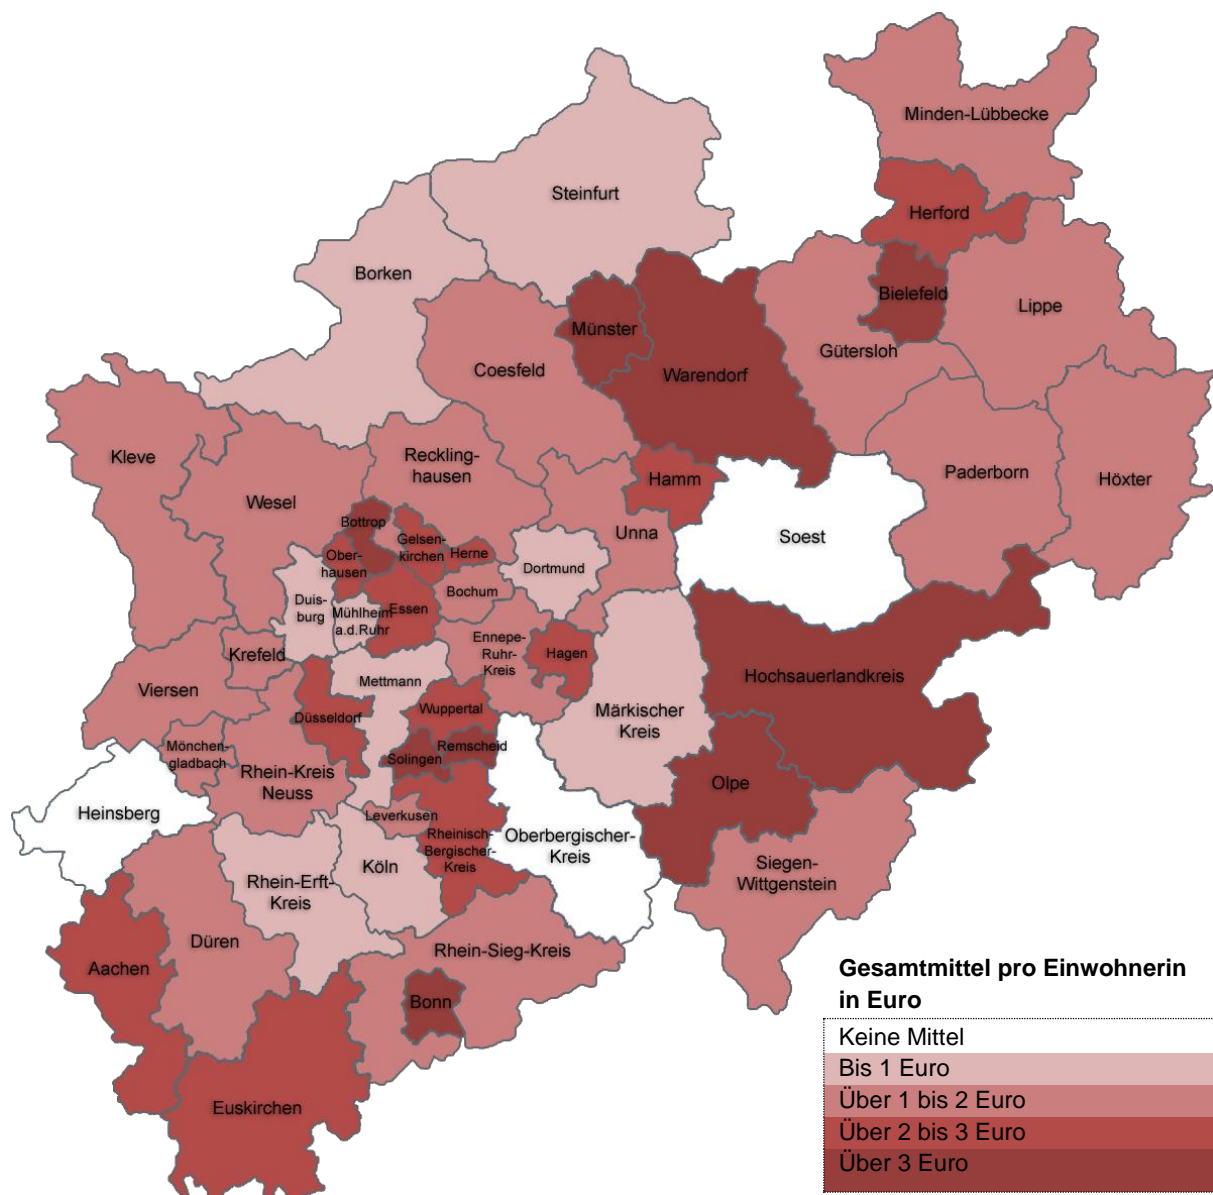 Minden-Lübbecke
Steinfurt
Herford
Borken
Bielefeld
Lippe
Münster
Gütersloh
Coesfeld
Warendorf
Kleve
Reckling-
hausen
Hamm
Paderborn
Höxter
Wesel
Bottrop
Gelsen-
kirchen
Unna
Soest
Ober-
hausen
Herne
Dortmund
Duis-
burg
Mühlheim
a.d.Ruhr
Essen
Bochum
Krefeld
Ennepe-
Ruhr-
Kreis
Hagen
Viersen
Mettmann
Hochsauerlandkreis
Düsseldorf
Wuppertal
Märkischer
Kreis
Mönchen-
gladbach
Rhein-Kreis
Neuss
Solingen
Remscheid
Olpe
Heinsberg
Leverkusen
Rheinisch-
Bergischer-
Kreis
Oberbergischer-
Kreis
Köln
Rhein-Erft-
Kreis
Siegen-
Wittgenstein
Düren
Rhein-Sieg-Kreis
Aachen
Bonn
Euskirchen
Gesamtmittel pro Einwohnerin
in Euro
Keine Mittel
Bis 1 Euro
Über 1 bis 2 Euro
Über 2 bis 3 Euro
Über 3 Euro